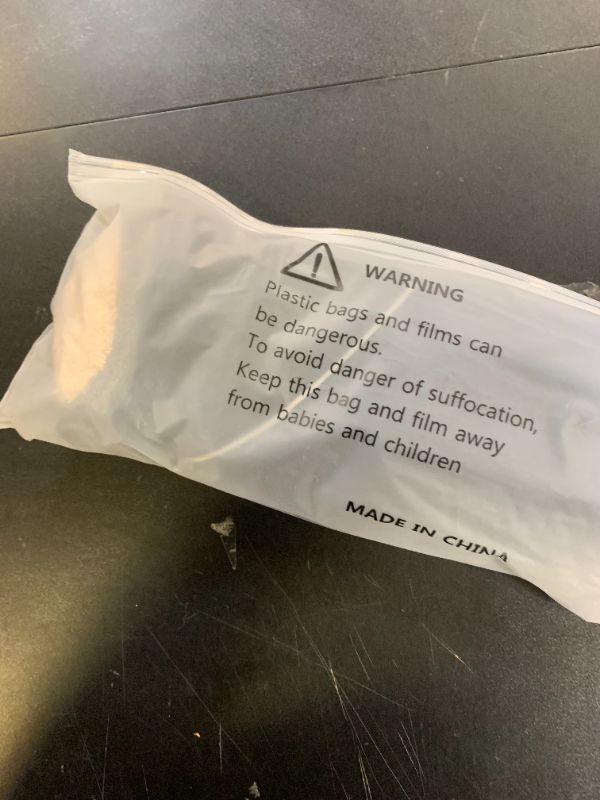 WARNING
Plastic bags and films can
be dangerous.
To avoid danger of suffocation,
Keep this bag and film away
from babies and children
MADE IN CHINA